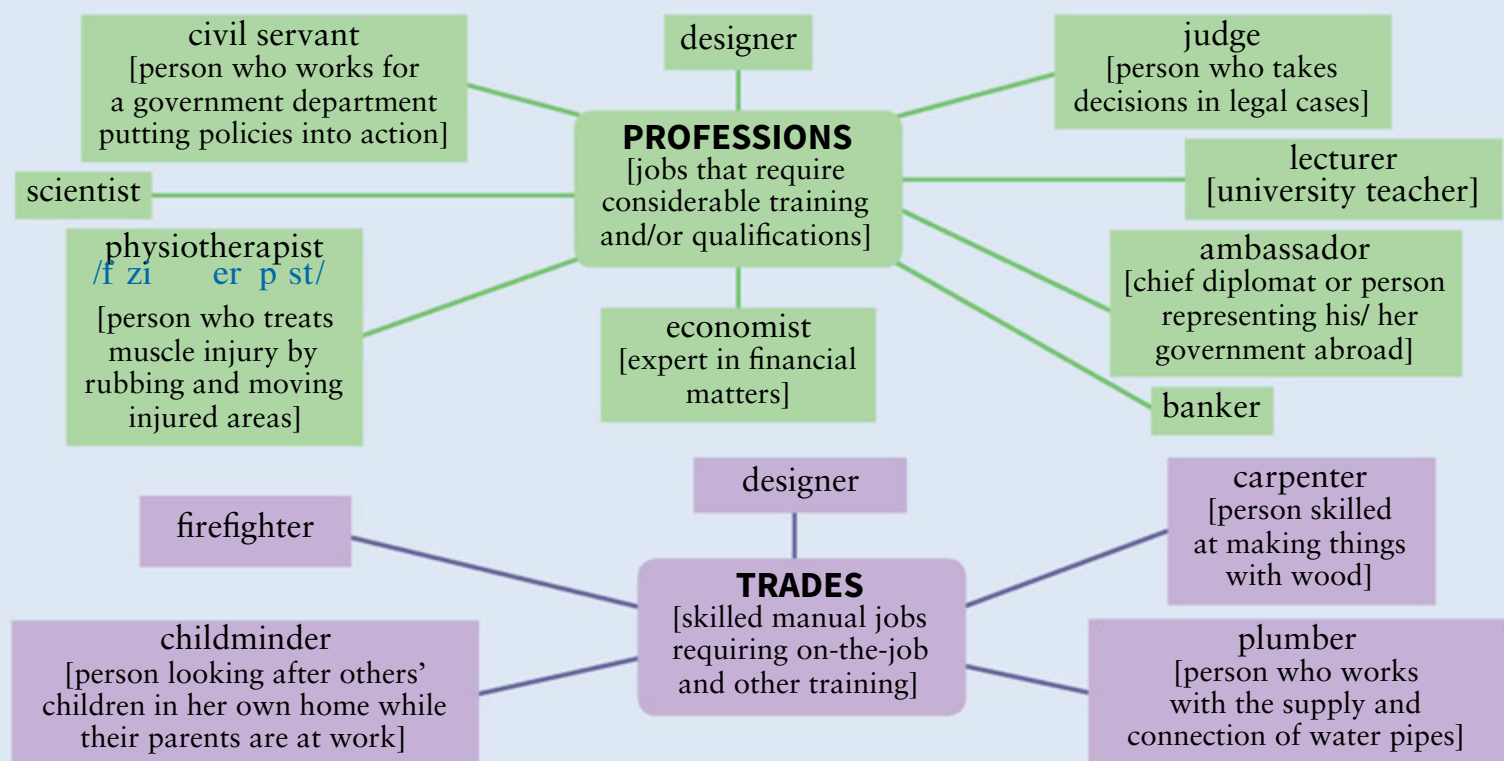 civil servant
[person who works for
a government department
putting policies into action]
designer
judge
[person who takes
decisions in legal cases]
PROFESSIONS
[jobs that require
considerable training
and/or qualifications]
scientist
lecturer
[university teacher]
physiotherapist
/f zi er p st/
[person who treats
muscle injury by
rubbing and moving
injured areas]
economist
[expert in financial
matters]
ambassador
[chief diplomat or person
representing his/ her
government abroad]
banker
firefighter
designer
carpenter
[person skilled
at making things
with wood]
TRADES
[skilled manual jobs
requiring on-the-job
and other training]
childminder
[person looking after others’
children in her own home while
their parents are at work]
plumber
[person who works
with the supply and
connection of water pipes]